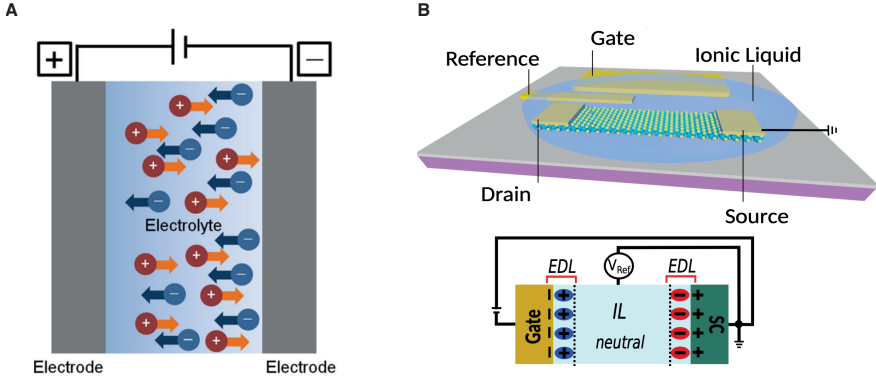 A
+
−
Electrolyte
Electrode
Electrode
B
Gate
Reference
Ionic Liquid
Drain
Source
EDL
VRef
EDL
Gate
IL
neutral
SC